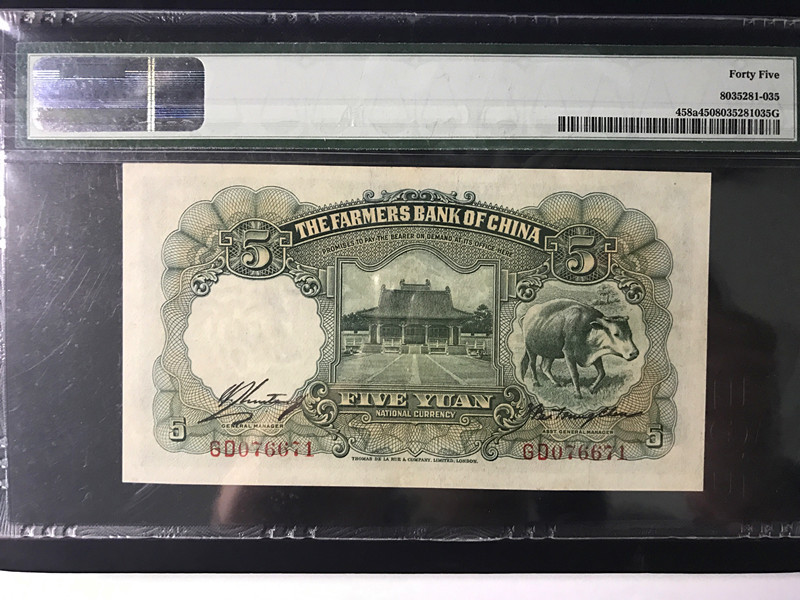 Forty Five
8035281-035
458a4508035281035G
THE FARMERS BANK OF CHINA
PROMISES TO PAY THE BEARER ON DEMAND AT ITS OFFICE HERE
5 5
FIVE YUAN
NATIONAL CURRENCY
GENERAL MANAGER
ASST. GENERAL MANAGER
5 5
GD076671 GD076671
THOMAS DE LA RUE & COMPANY, LIMITED, LONDON.